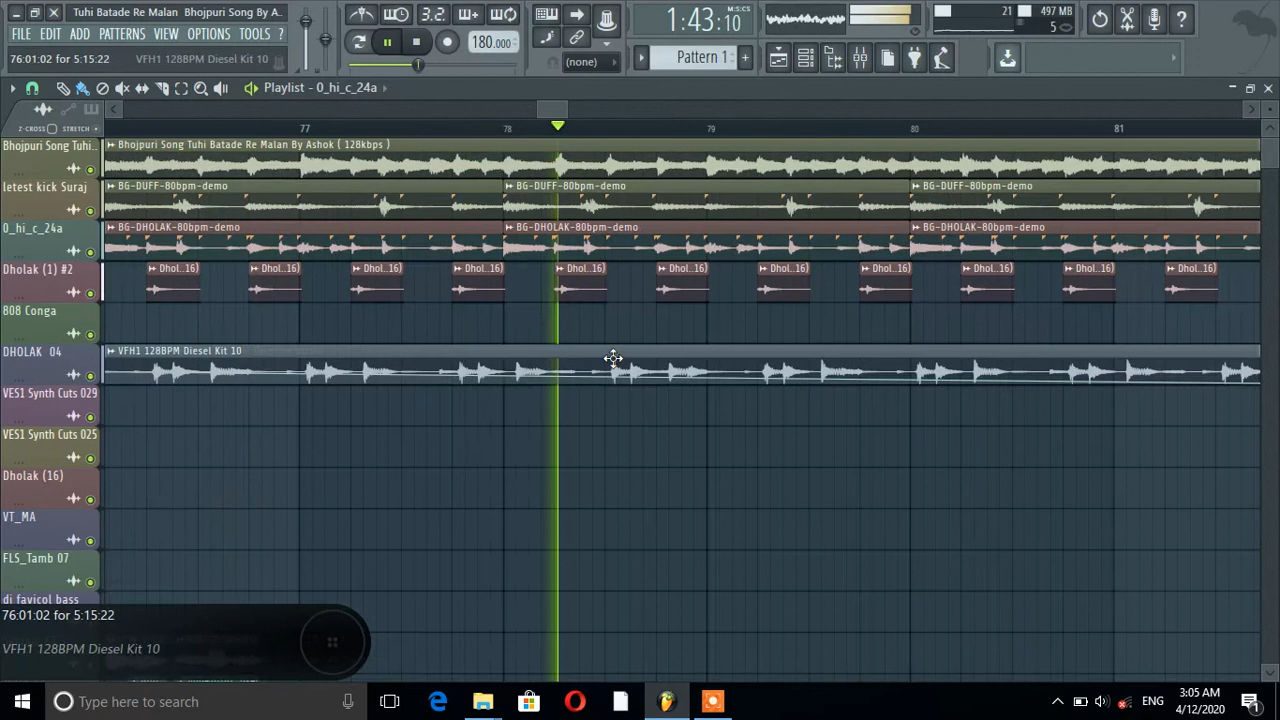 Tuhi Batade Re Malan Bhojpuri Song By A..
FILE EDIT ADD PATTERNS VIEW OPTIONS TOOLS ?
76:01:02 for 5:15:22 VFH1 128BPM Diesel Kit 10
3.2.
180.000
1:43:10 M:S:CS
(none)
Pattern 1
21 497 MB
5
Playlist - 0_hi_c_24a
Z-CROSS STRETCH
77 78 79 80 81
Bhojpuri Song Tuhi..
Bhojpuri Song Tuhi Batade Re Malan By Ashok ( 128kbps )
letest kick Suraj
BG-DUFF-80bpm-demo BG-DUFF-80bpm-demo BG-DUFF-80bpm-demo
0_hi_c_24a
BG-DHOLAK-80bpm-demo BG-DHOLAK-80bpm-demo BG-DHOLAK-80bpm-demo
Dholak (1) #2
Dhol..16) Dhol..16) Dhol..16) Dhol..16) Dhol..16) Dhol..16) Dhol..16) Dhol..16) Dhol..16) Dhol..16) Dhol..16)
808 Conga
DHOLAK 04
VFH1 128BPM Diesel Kit 10
VES1 Synth Cuts 029
VES1 Synth Cuts 025
Dholak (16)
VT_MA
FLS_Tamb 07
dj favicol bass
76:01:02 for 5:15:22
VFH1 128BPM Diesel Kit 10
Type here to search
ENG
3:05 AM
4/12/2020
1